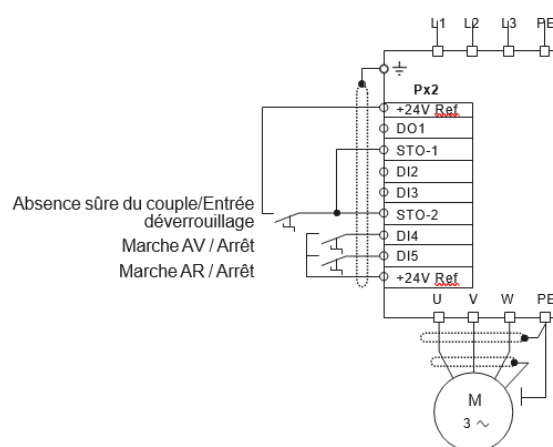 L1 L2 L3 PE
Px2
+24V Ref
DO1
STO-1
DI2
DI3
Absence sûre du couple/Entrée
déverrouillage
STO-2
Marche AV / Arrêt
DI4
Marche AR / Arrêt
DI5
+24V Ref
U V W PE
M
3 ~